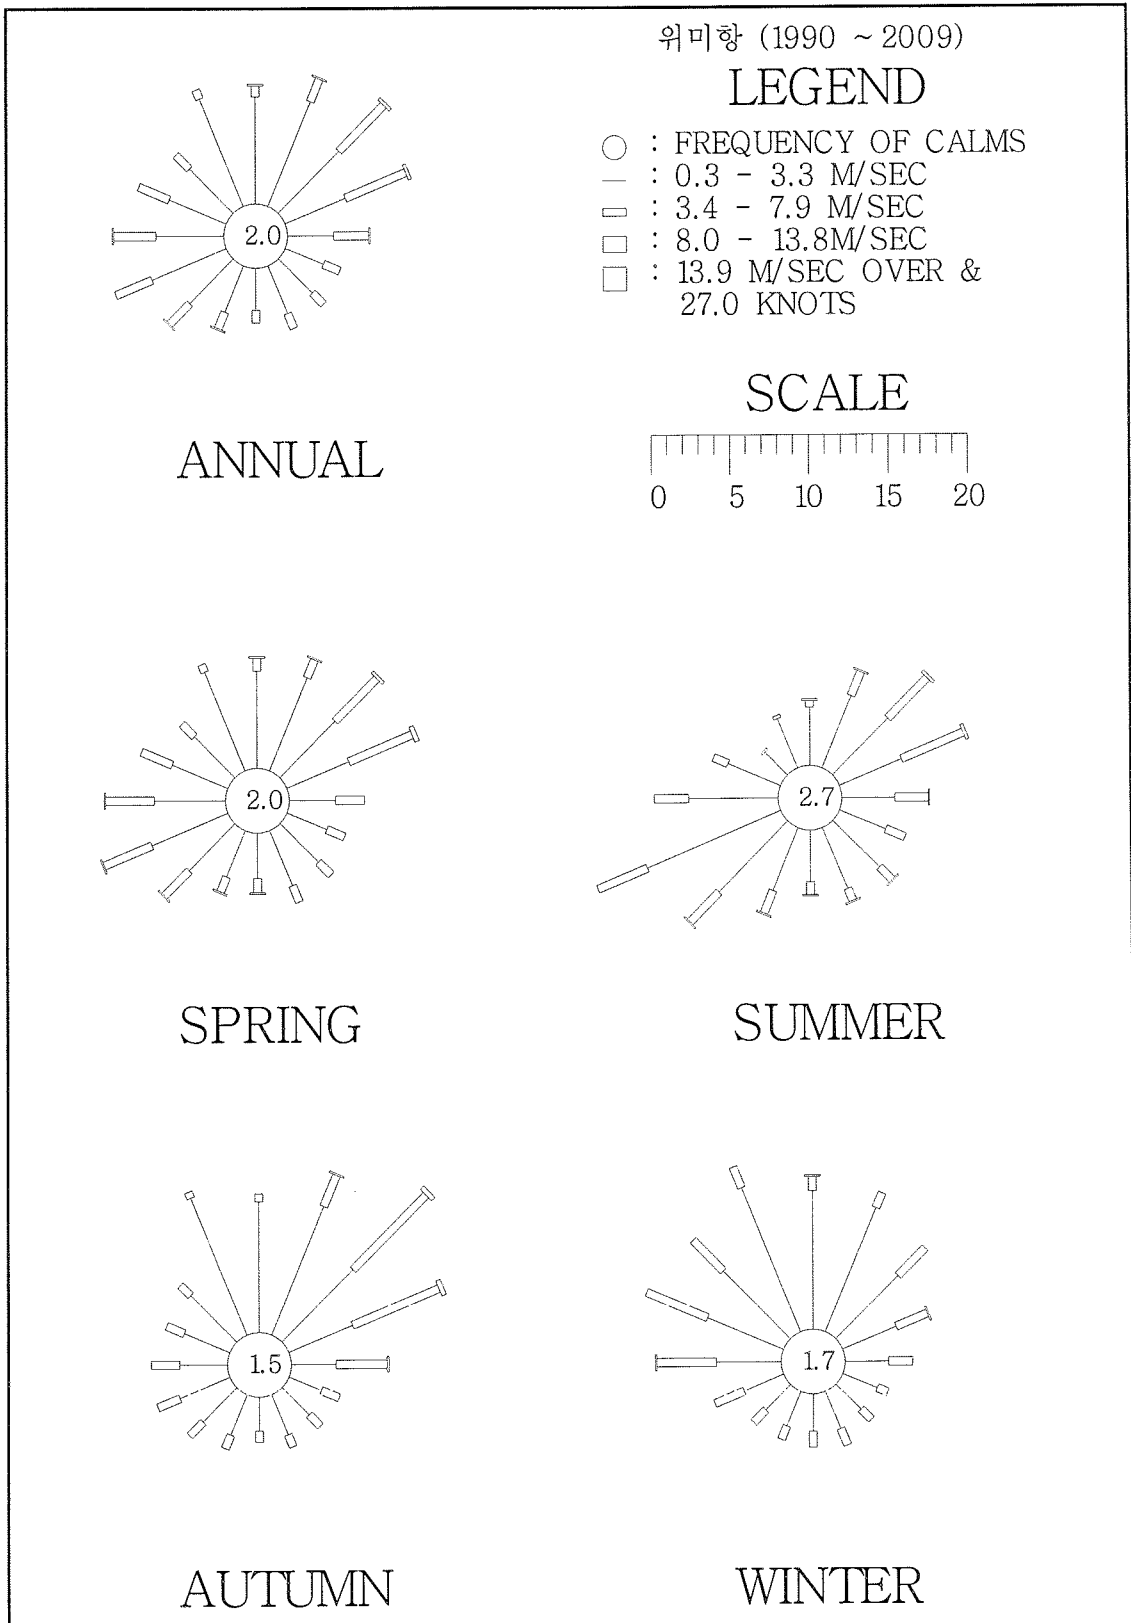 위미항 (1990 ~ 2009)
LEGEND
: FREQUENCY OF CALMS
: 0.3 - 3.3 M/SEC
: 3.4 - 7.9 M/SEC
: 8.0 - 13.8M/SEC
: 13.9 M/SEC OVER &
27.0 KNOTS
2.0
ANNUAL
SCALE
0 5 10 15 20
2.0
2.7
SPRING
SUMMER
1.5
1.7
AUTUMN
WINTER